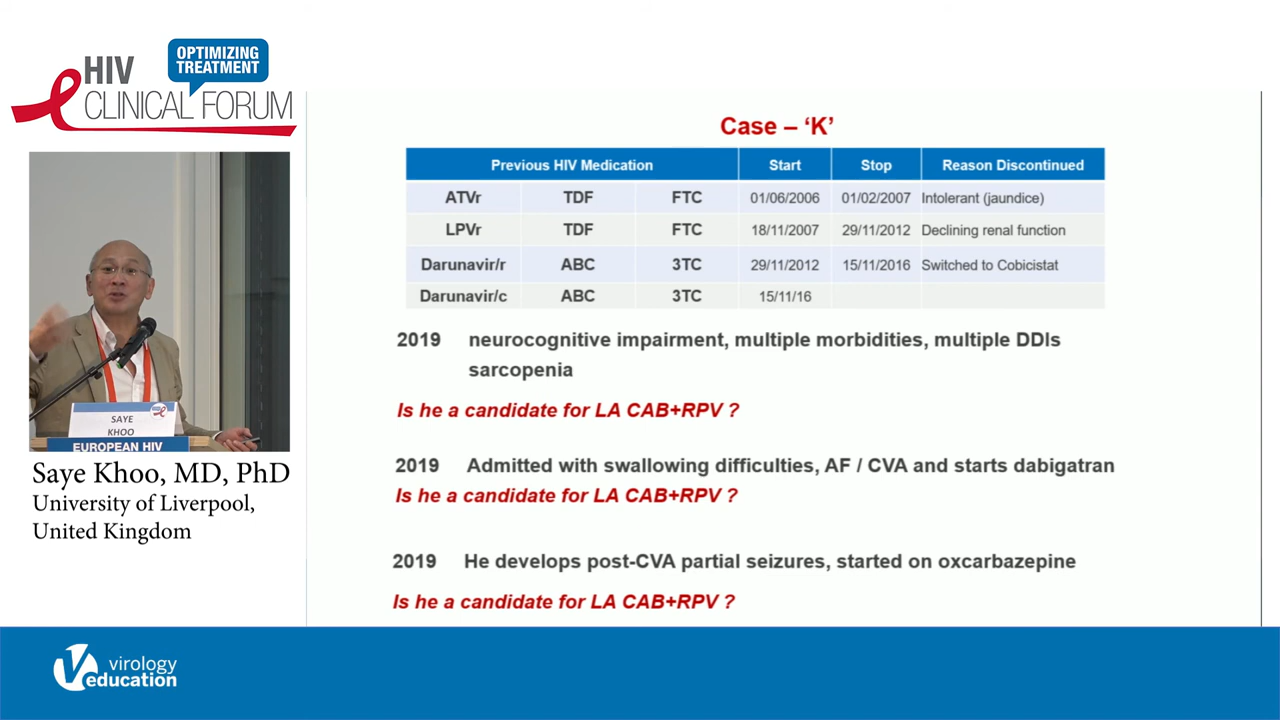 OPTIMIZING
TREATMENT
HIV
CLINICAL FORUM
SAYE
KHOO
EUROPEAN HIV
Saye Khoo, MD, PhD
University of Liverpool,
United Kingdom
Case – 'K'
Previous HIV Medication Start Stop Reason Discontinued
ATVr TDF FTC 01/06/2006 01/02/2007 Intolerant (jaundice)
LPVr TDF FTC 18/11/2007 29/11/2012 Declining renal function
Darunavir/r ABC 3TC 29/11/2012 15/11/2016 Switched to Cobicistat
Darunavir/c ABC 3TC 15/11/16
2019 neurocognitive impairment, multiple morbidities, multiple DDIs
sarcopenia
Is he a candidate for LA CAB+RPV ?
2019 Admitted with swallowing difficulties, AF / CVA and starts dabigatran
Is he a candidate for LA CAB+RPV ?
2019 He develops post-CVA partial seizures, started on oxcarbazepine
Is he a candidate for LA CAB+RPV ?
virology
education